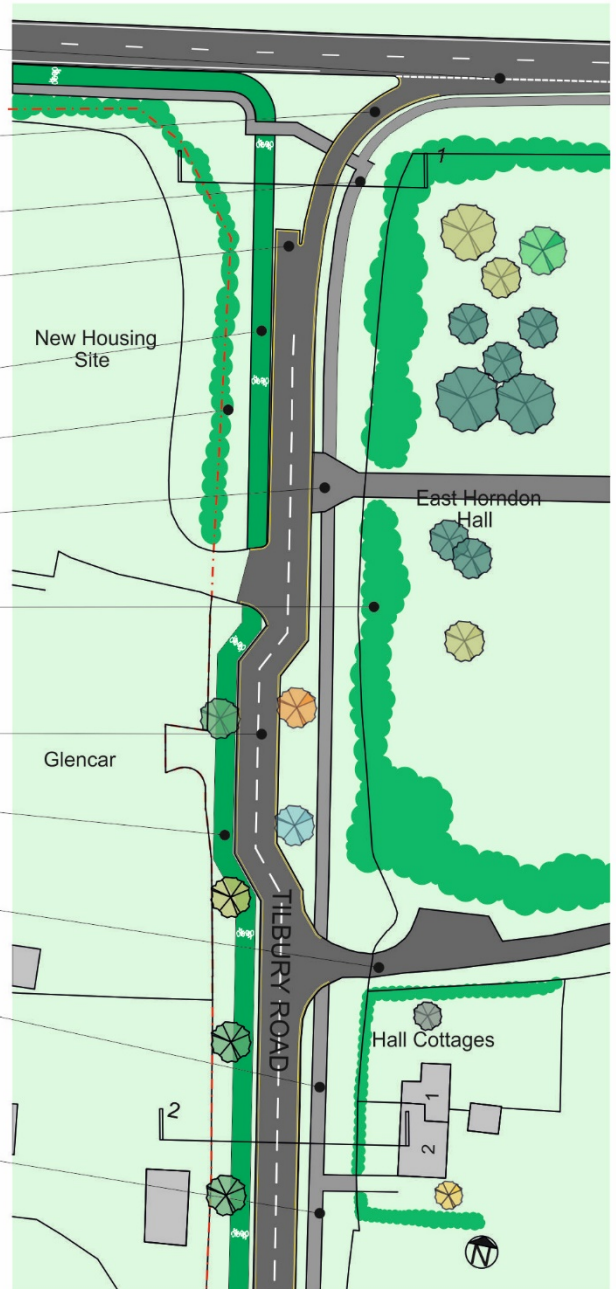 1
New Housing
Site
East Horndon
Hall
Glencar
TILBURY ROAD
Hall Cottages
1
2
2
N